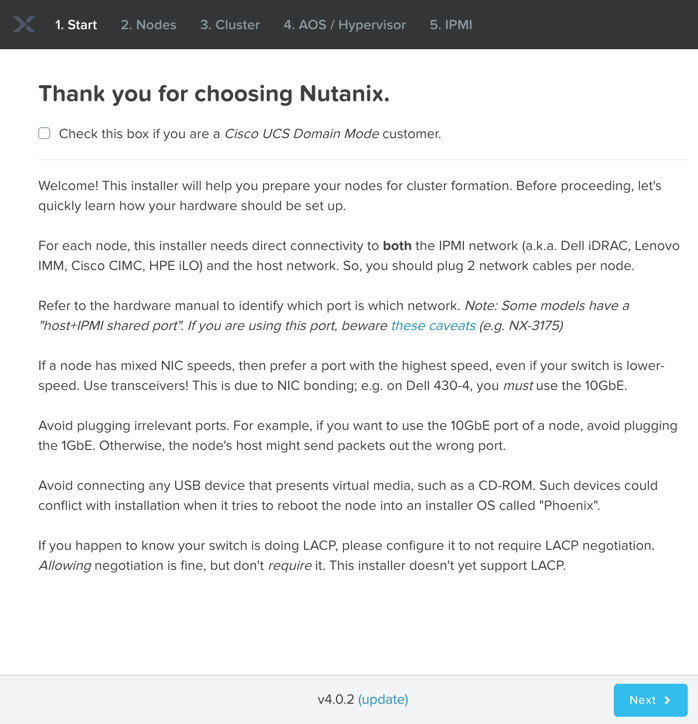 1. Start 2. Nodes 3. Cluster 4. AOS / Hypervisor 5. IPMI
Thank you for choosing Nutanix.
Check this box if you are a Cisco UCS Domain Mode customer.
Welcome! This installer will help you prepare your nodes for cluster formation. Before proceeding, let's
quickly learn how your hardware should be set up.
For each node, this installer needs direct connectivity to both the IPMI network (a.k.a. Dell iDRAC, Lenovo
IMM, Cisco CIMC, HPE iLO) and the host network. So, you should plug 2 network cables per node.
Refer to the hardware manual to identify which port is which network. Note: Some models have a
"host+IPMI shared port". If you are using this port, beware these caveats (e.g. NX-3175)
If a node has mixed NIC speeds, then prefer a port with the highest speed, even if your switch is lower-
speed. Use transceivers! This is due to NIC bonding; e.g. on Dell 430-4, you must use the 10GbE.
Avoid plugging irrelevant ports. For example, if you want to use the 10GbE port of a node, avoid plugging
the 1GbE. Otherwise, the node's host might send packets out the wrong port.
Avoid connecting any USB device that presents virtual media, such as a CD-ROM. Such devices could
conflict with installation when it tries to reboot the node into an installer OS called "Phoenix".
If you happen to know your switch is doing LACP, please configure it to not require LACP negotiation.
Allowing negotiation is fine, but don't require it. This installer doesn't yet support LACP.
v4.0.2 (update)
Next